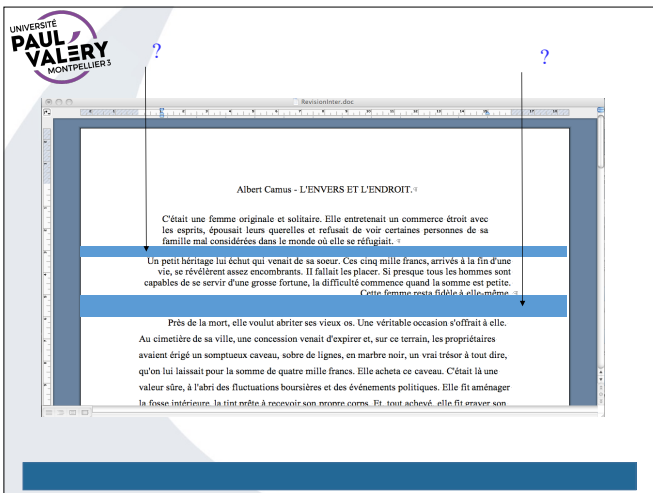 UNIVERSITÉ
PAUL
VALÉRY
MONTPELLIER 3
? ?
RevisionInter.doc
Albert Camus - L'ENVERS ET L'ENDROIT.
C'était une femme originale et solitaire. Elle entretenait un commerce étroit avec
les esprits, épousait leurs querelles et refusait de voir certaines personnes de sa
famille mal considérées dans le monde où elle se réfugiait.
Un petit héritage lui échut qui venait de sa soeur. Ces cinq mille francs, arrivés à la fin d'une
vie, se révélèrent assez encombrants. Il fallait les placer. Si presque tous les hommes sont
capables de se servir d'une grosse fortune, la difficulté commence quand la somme est petite.
Cette femme resta fidèle à elle-même.
Près de la mort, elle voulut abriter ses vieux os. Une véritable occasion s'offrait à elle.
Au cimetière de sa ville, une concession venait d'expirer et, sur ce terrain, les propriétaires
avaient érigé un somptueux caveau, sobre de lignes, en marbre noir, un vrai trésor à tout dire,
qu'on lui laissait pour la somme de quatre mille francs. Elle acheta ce caveau. C'était là une
valeur sûre, à l'abri des fluctuations boursières et des événements politiques. Elle fit aménager
la fosse intérieure, la tint prête à recevoir son propre corps. Et, tout achevé, elle fit graver son